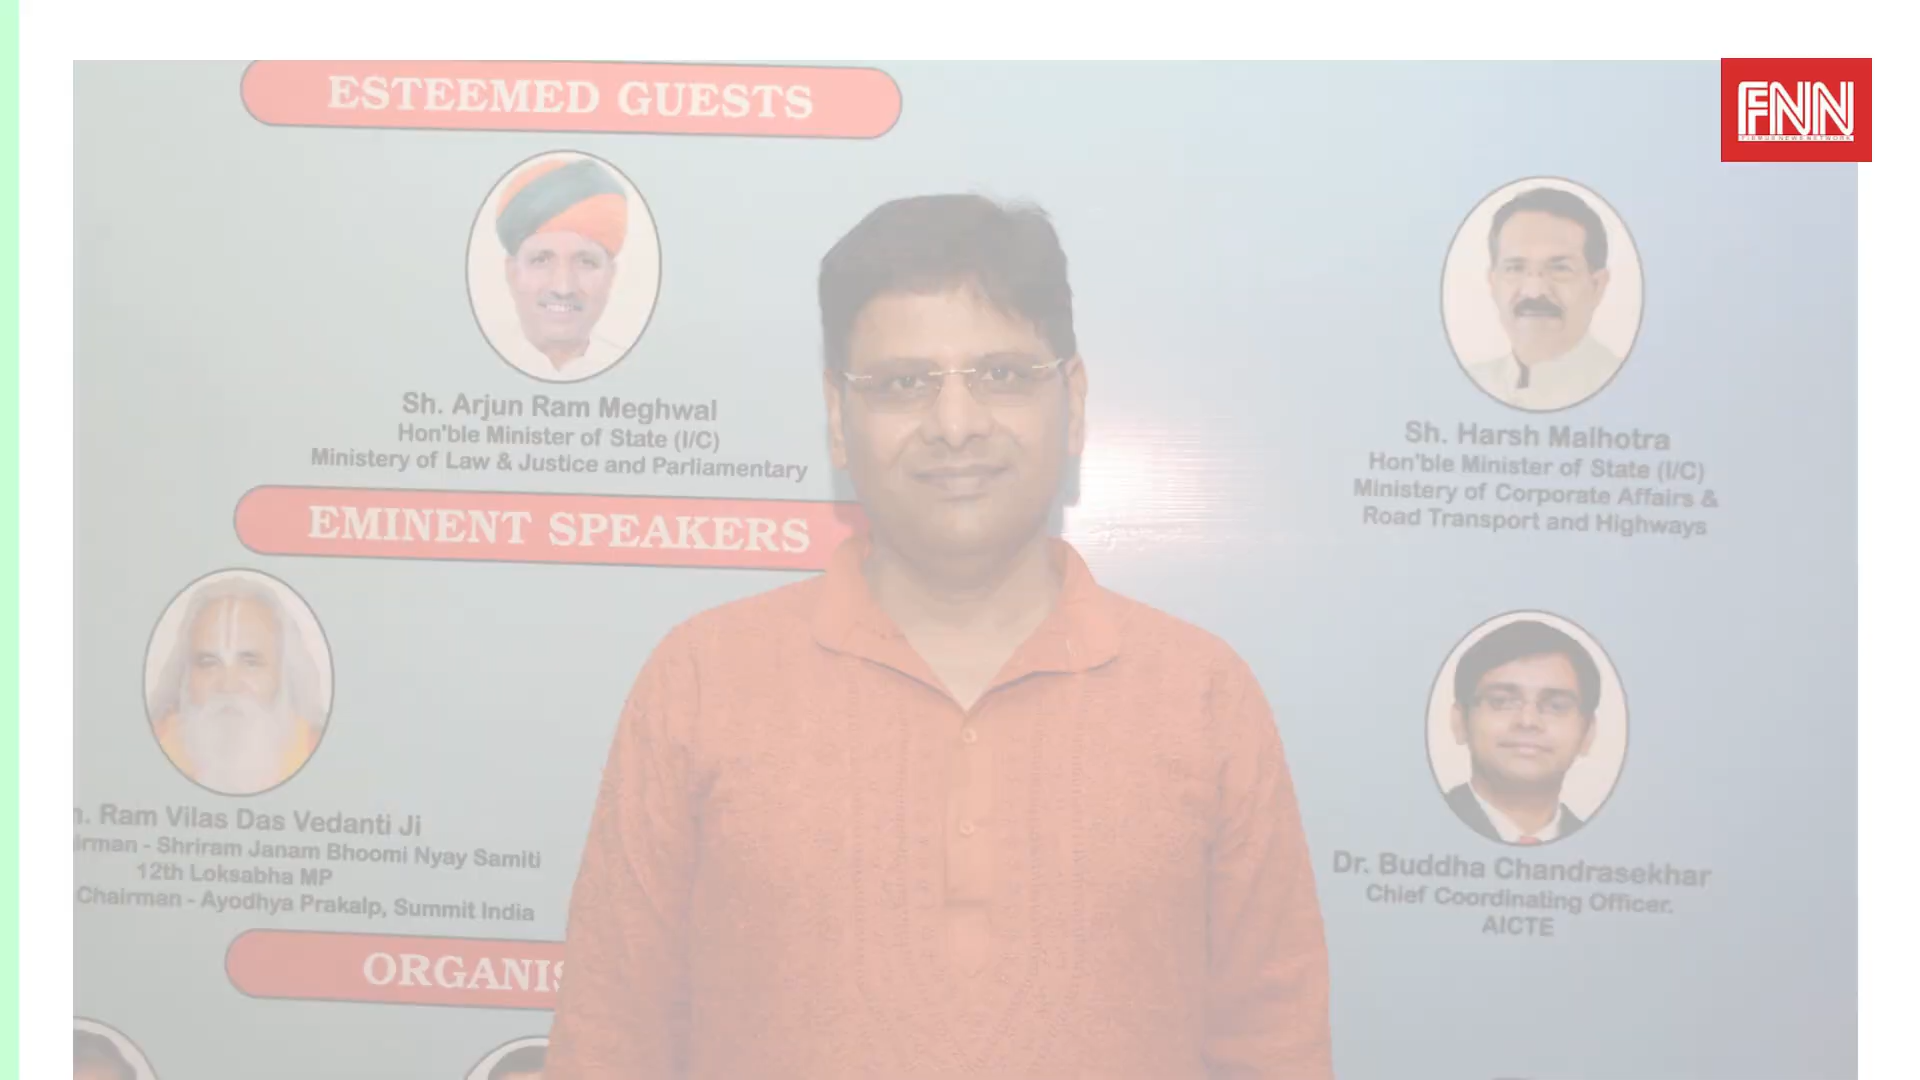 FNN
ESTEEMED GUESTS
Sh. Arjun Ram Meghwal
Hon'ble Minister of State (I/C)
Ministery of Law & Justice and Parliamentary
Sh. Harsh Malhotra
Hon'ble Minister of State (I/C)
Ministery of Corporate Affairs &
Road Transport and Highways
EMINENT SPEAKERS
Ram Vilas Das Vedanti Ji
- Shriram Janam Bhoomi Nyay Samiti
12th Loksabha MP
Chairman - Ayodhya Prakalp, Summit India
Dr. Buddha Chandrasekhar
Chief Coordinating Officer.
AICTE